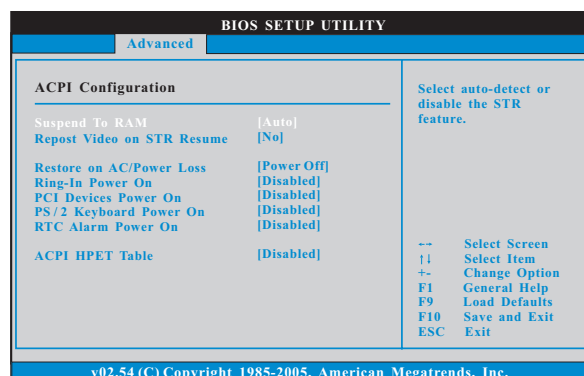 BIOS SETUP UTILITY
Advanced
ACPI Configuration
Suspend To RAM [Auto]
Repost Video on STR Resume [No]
Restore on AC/Power Loss [Power Off]
Ring-In Power On [Disabled]
PCI Devices Power On [Disabled]
PS / 2 Keyboard Power On [Disabled]
RTC Alarm Power On [Disabled]
ACPI HPET Table [Disabled]
Select auto-detect or
disable the STR
feature.
←→ Select Screen
↑↓ Select Item
+- Change Option
F1 General Help
F9 Load Defaults
F10 Save and Exit
ESC Exit
v02.54 (C) Copyright 1985-2005, American Megatrends, Inc.